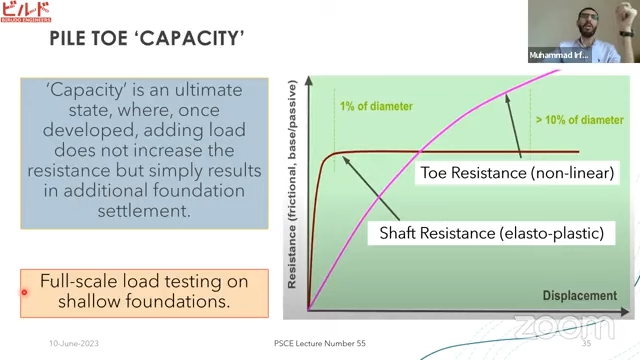 ビルド
BIRUDO ENGINEERS
PILE TOE ‘CAPACITY’
Muhammad Irf...
‘Capacity’ is an ultimate
state, where, once
developed, adding load
does not increase the
resistance but simply results
in additional foundation
settlement.
Full-scale load testing on
shallow foundations.
Resistance (frictional, base/passive)
1% of diameter
> 10% of diameter
Toe Resistance (non-linear)
Shaft Resistance (elasto-plastic)
Displacement
zoom
10-June-2023
PSCE Lecture Number 55
35